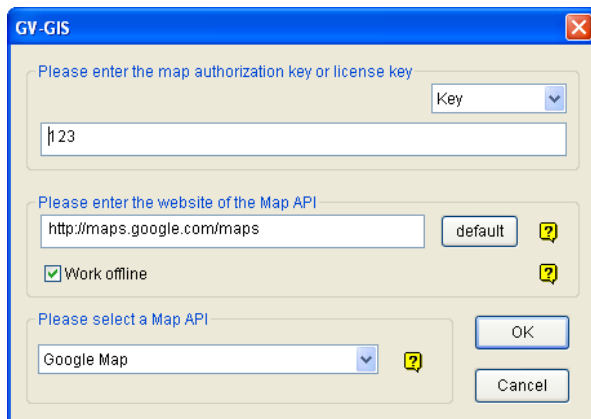 GV-GIS
Please enter the map authorization key or license key
Key
123
Please enter the website of the Map API
http://maps.google.com/maps
default
?
Work offline
?
Please select a Map API
Google Map
?
OK
Cancel